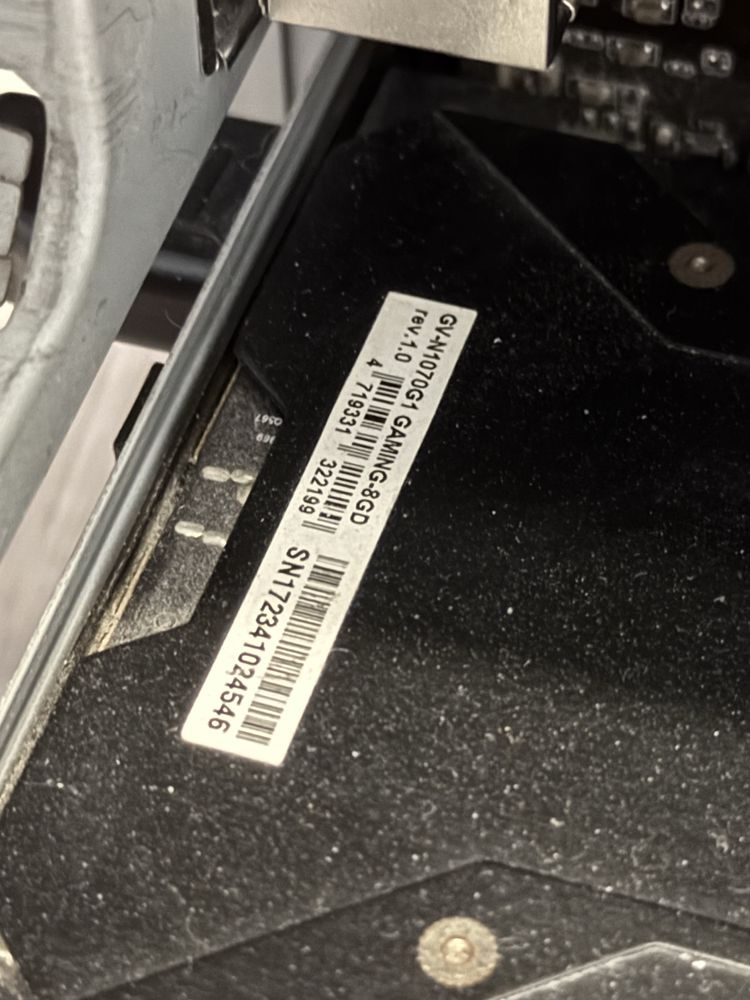 GV-N1070G1 GAMING-8GD
rev.1.0
4 719331 322199
SN172341024546